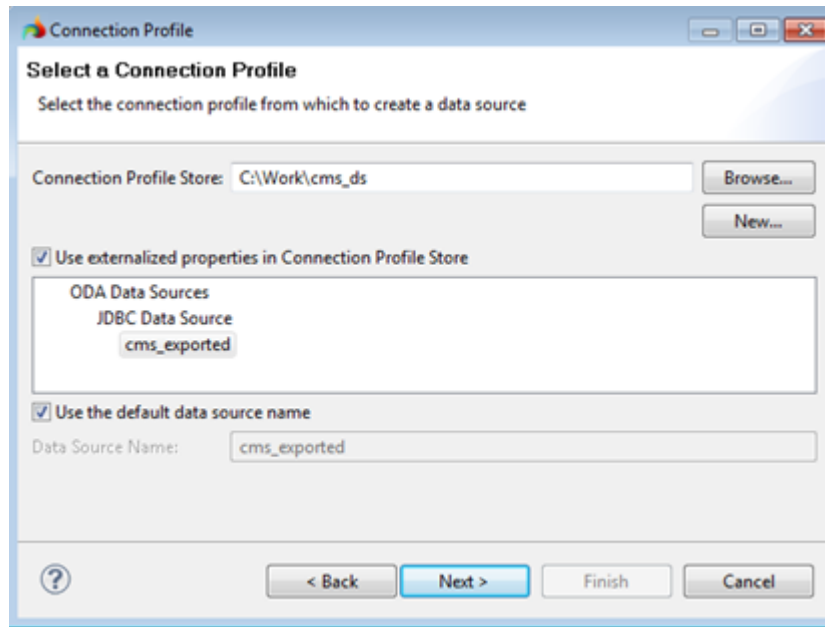 Connection Profile
Select a Connection Profile
Select the connection profile from which to create a data source
Connection Profile Store: C:\Work\cms_ds Browse...
New...
Use externalized properties in Connection Profile Store
ODA Data Sources
JDBC Data Source
cms_exported
Use the default data source name
Data Source Name: cms_exported
? < Back Next > Finish Cancel